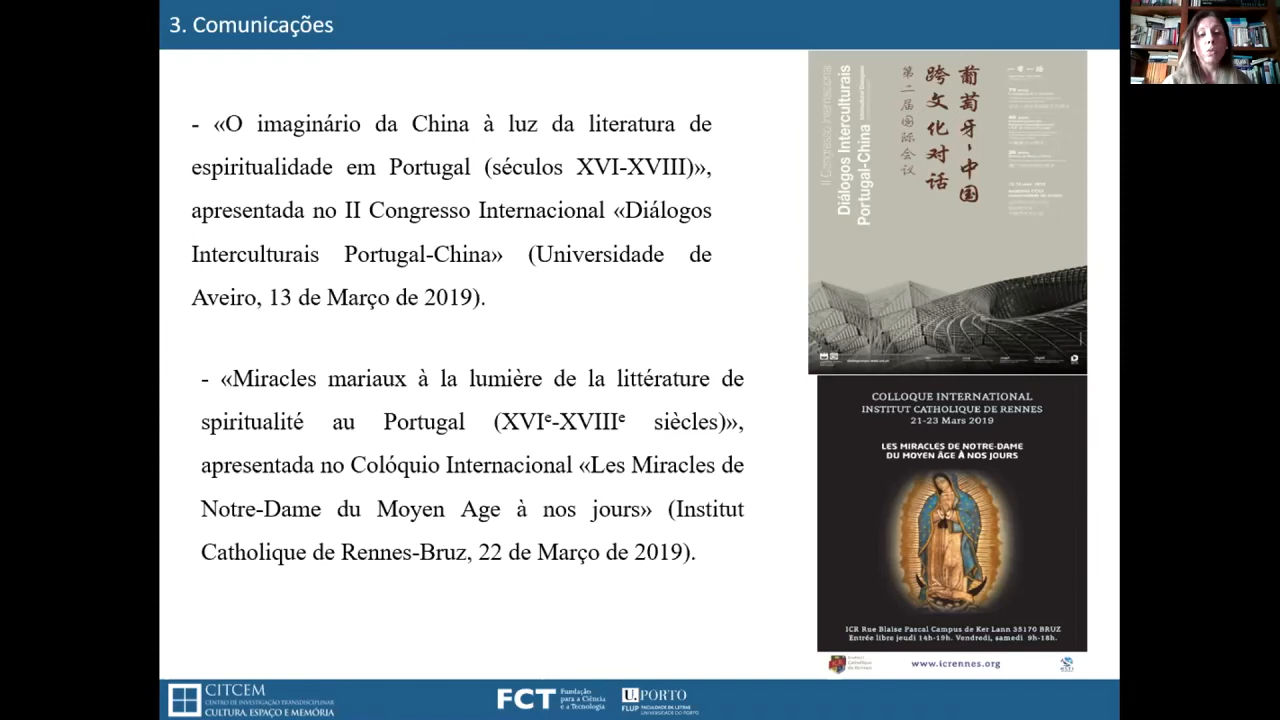 3. Comunicações
- «O imaginário da China à luz da literatura de
espiritualidade em Portugal (séculos XVI-XVIII)»,
apresentada no II Congresso Internacional «Diálogos
Interculturais Portugal-China» (Universidade de
Aveiro, 13 de Março de 2019).
- «Miracles mariaux à la lumière de la littérature de
spiritualité au Portugal (XVIe-XVIIIe siècles)»,
apresentada no Colóquio Internacional «Les Miracles de
Notre-Dame du Moyen Age à nos jours» (Institut
Catholique de Rennes-Bruz, 22 de Março de 2019).
II Congresso Internacional
Diálogos Interculturais
Portugal-China
第二届国际会议
跨文化对话
葡萄牙、中国
COLLOQUE INTERNATIONAL
INSTITUT CATHOLIQUE DE RENNES
21-23 Mars 2019
LES MIRACLES DE NOTRE-DAME
DU MOYEN ÂGE À NOS JOURS
ICR Rue Blaise Pascal Campus de Ker Lann 35170 BRUZ
Entrée libre jeudi 14h-19h. Vendredi, samedi 9h-18h.
www.icrennes.org
CITCEM
CENTRO DE INVESTIGAÇÃO TRANSDISCIPLINAR
CULTURA, ESPAÇO E MEMÓRIA
FCT
Fundação
para a Ciência
e a Tecnologia
U.PORTO
FLUP FACULDADE DE LETRAS
UNIVERSIDADE DO PORTO